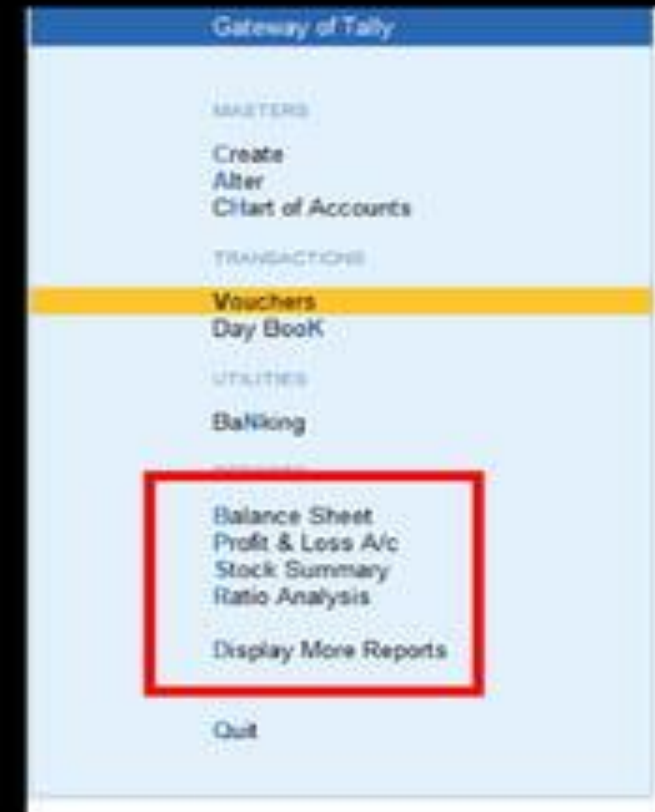 Gateway of Tally
MASTERS
Create
Alter
CHart of Accounts
TRANSACTIONS
Vouchers
Day BooK
UTILITIES
BaNking
Balance Sheet
Profit & Loss A/c
Stock Summary
Ratio Analysis
Display More Reports
Quit